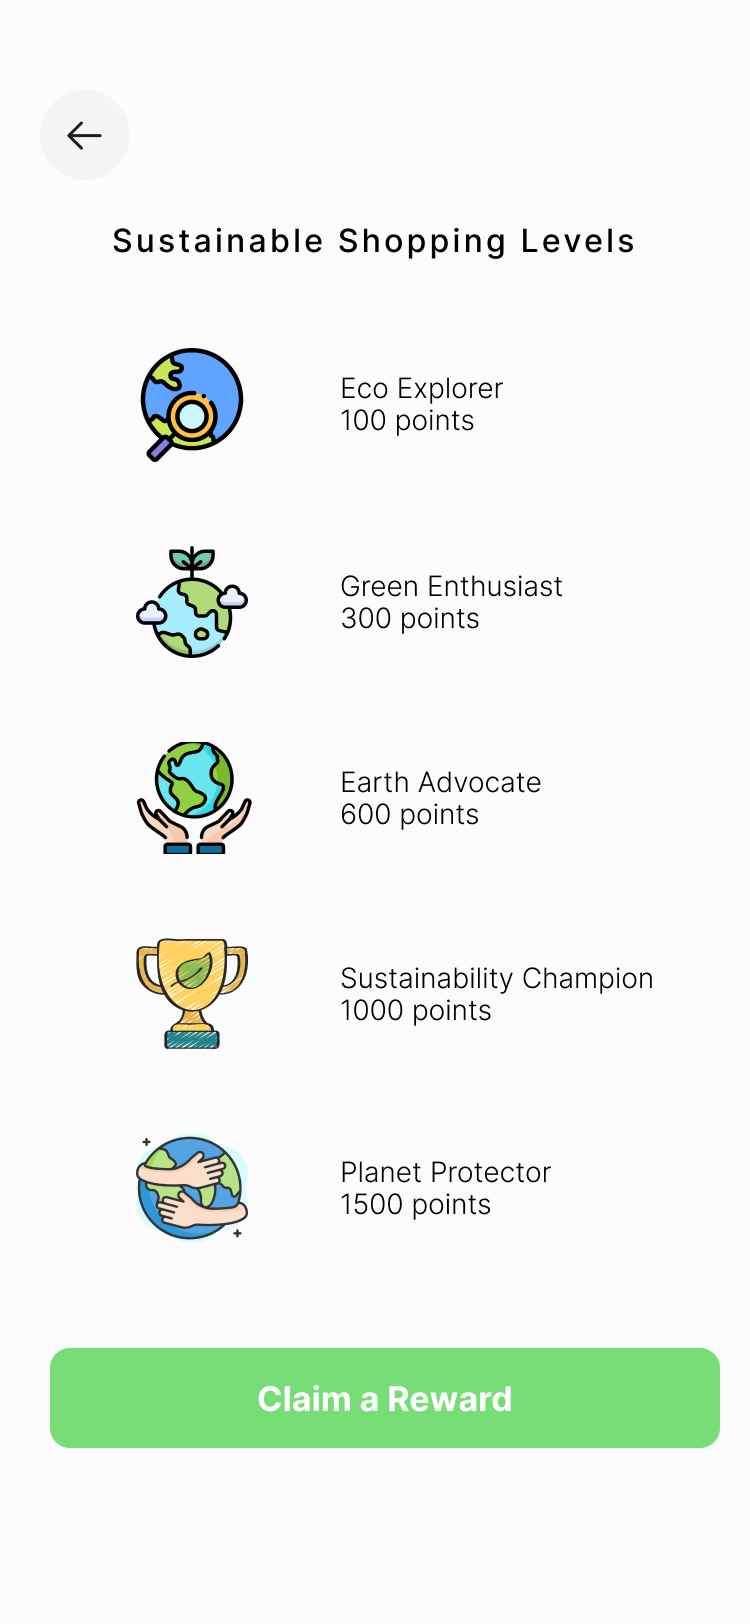 Sustainable Shopping Levels
Eco Explorer
100 points
Green Enthusiast
300 points
Earth Advocate
600 points
Sustainability Champion
1000 points
Planet Protector
1500 points
Claim a Reward